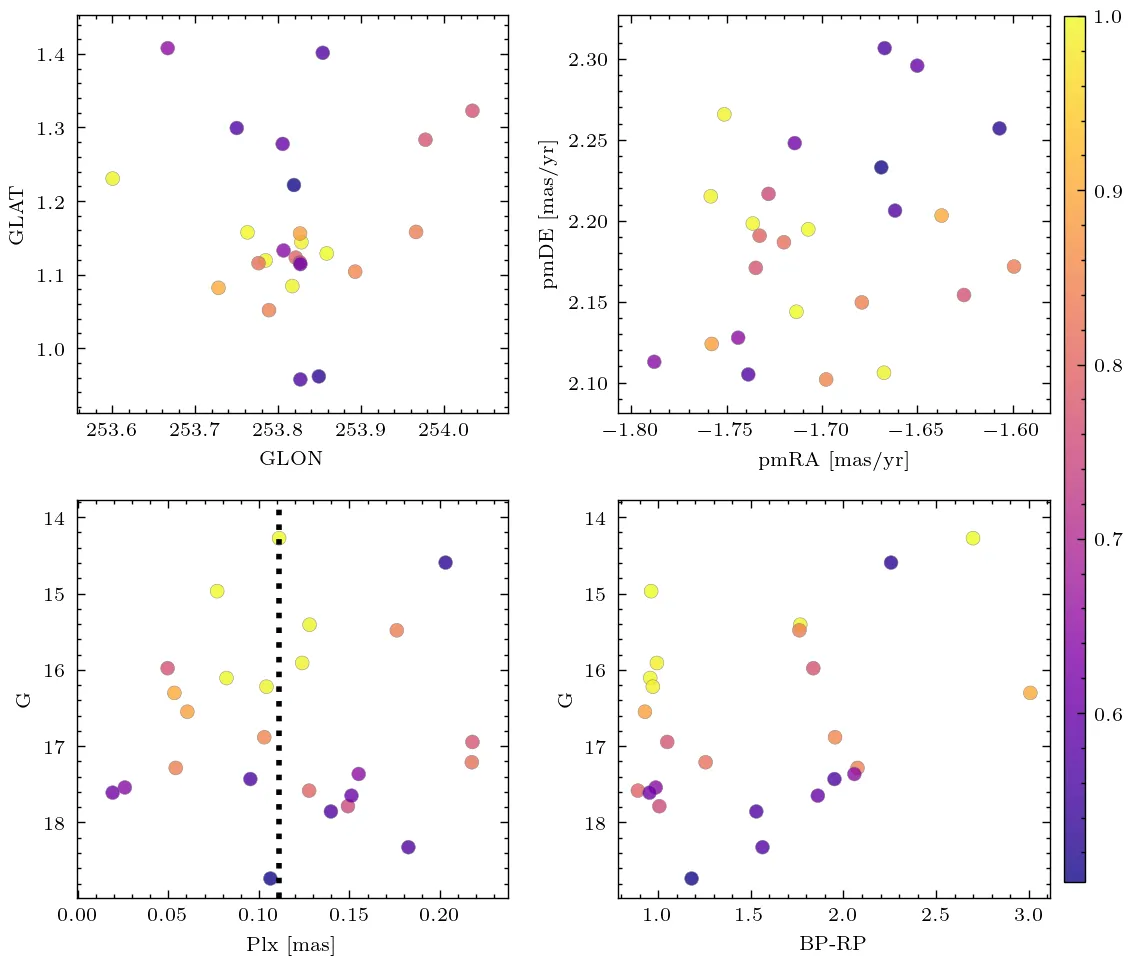 1.4
1.3
1.2
1.1
1.0
GLAT
253.6 253.7 253.8 253.9 254.0
GLON
2.30
2.25
2.20
2.15
2.10
pmDE [mas/yr]
−1.80 −1.75 −1.70 −1.65 −1.60
pmRA [mas/yr]
1.0
0.9
0.8
0.7
0.6
14
15
16
17
18
G
0.00 0.05 0.10 0.15 0.20
Plx [mas]
14
15
16
17
18
G
1.0 1.5 2.0 2.5 3.0
BP-RP